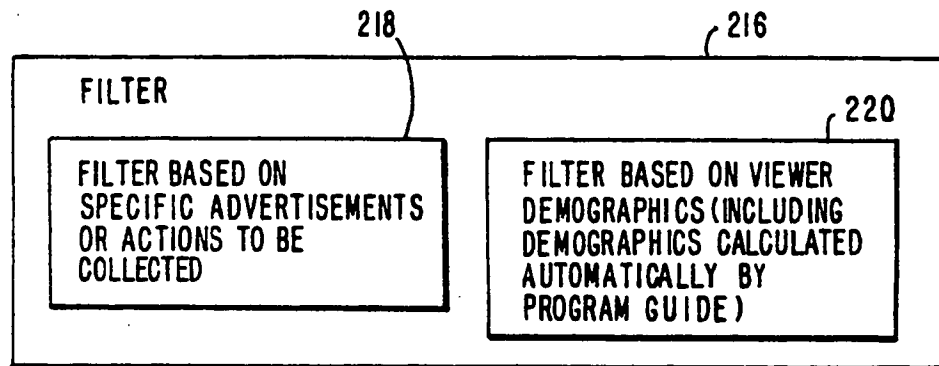 218
216
FILTER
220
FILTER BASED ON
SPECIFIC ADVERTISEMENTS
OR ACTIONS TO BE
COLLECTED
FILTER BASED ON VIEWER
DEMOGRAPHICS (INCLUDING
DEMOGRAPHICS CALCULATED
AUTOMATICALLY BY
PROGRAM GUIDE)